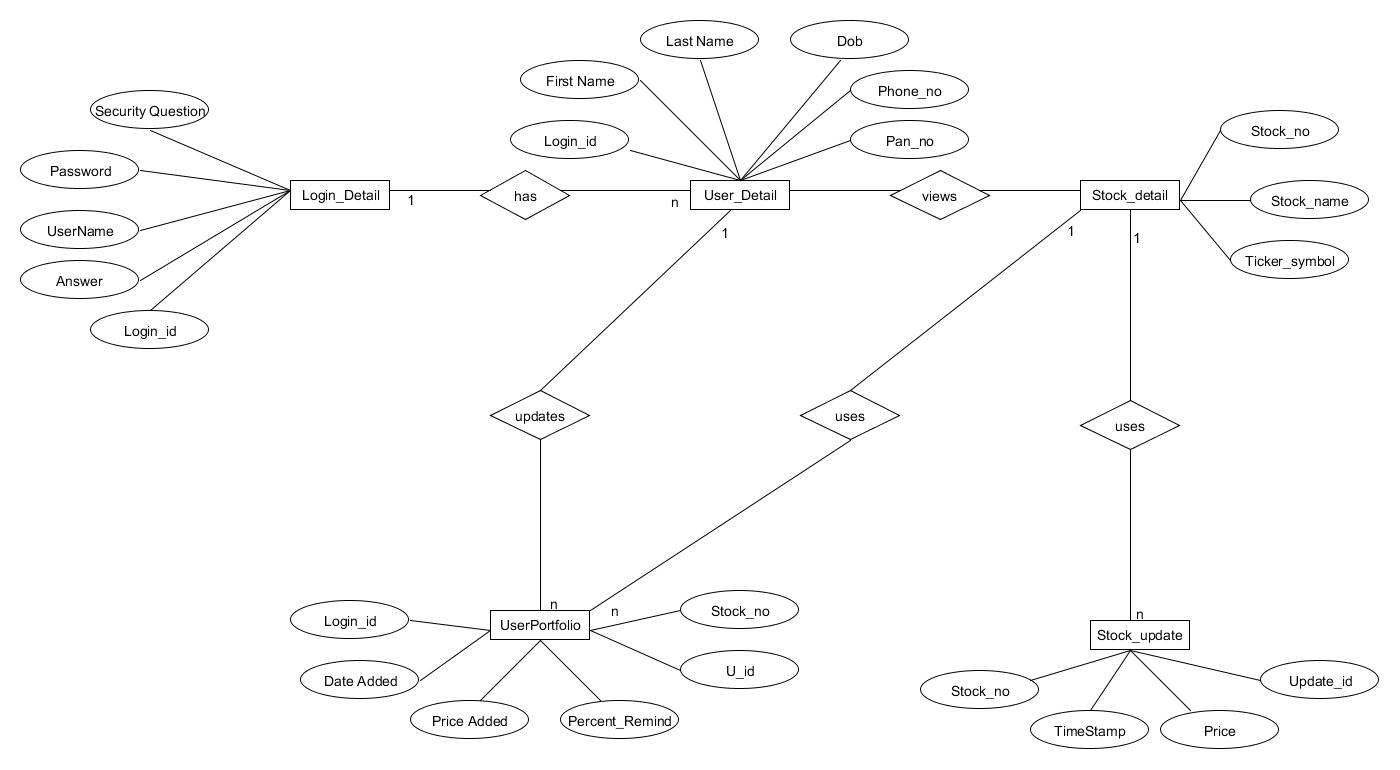 Last Name
Dob
First Name
Phone_no
Security Question
Login_id
Pan_no
Stock_no
Password
Login_Detail
1
has
n
User_Detail
views
Stock_detail
Stock_name
UserName
1
1
1
Answer
Ticker_symbol
Login_id
updates
uses
uses
n
n
n
Login_id
UserPortfolio
Stock_no
Stock_update
Date Added
U_id
Stock_no
Update_id
Price Added
Percent_Remind
TimeStamp
Price